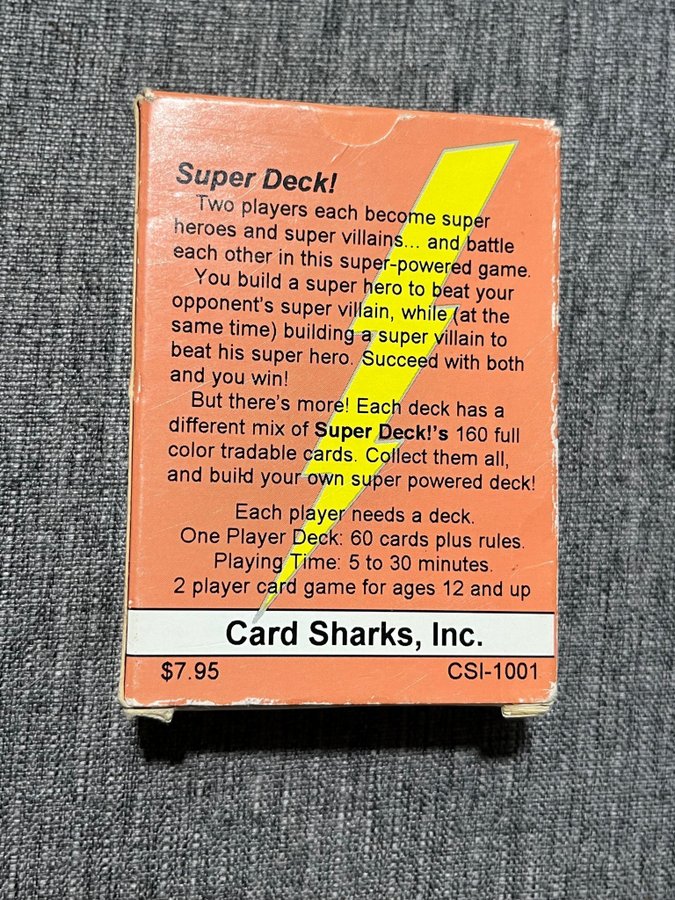 Super Deck!
Two players each become super
heroes and super villains... and battle
each other in this super-powered game.
You build a super hero to beat your
opponent's super villain, while (at the
same time) building a super villain to
beat his super hero. Succeed with both
and you win!
But there's more! Each deck has a
different mix of Super Deck!'s 160 full
color tradable cards. Collect them all,
and build your own super powered deck!
Each player needs a deck.
One Player Deck: 60 cards plus rules.
Playing Time: 5 to 30 minutes.
2 player card game for ages 12 and up
Card Sharks, Inc.
$7.95 CSI-1001